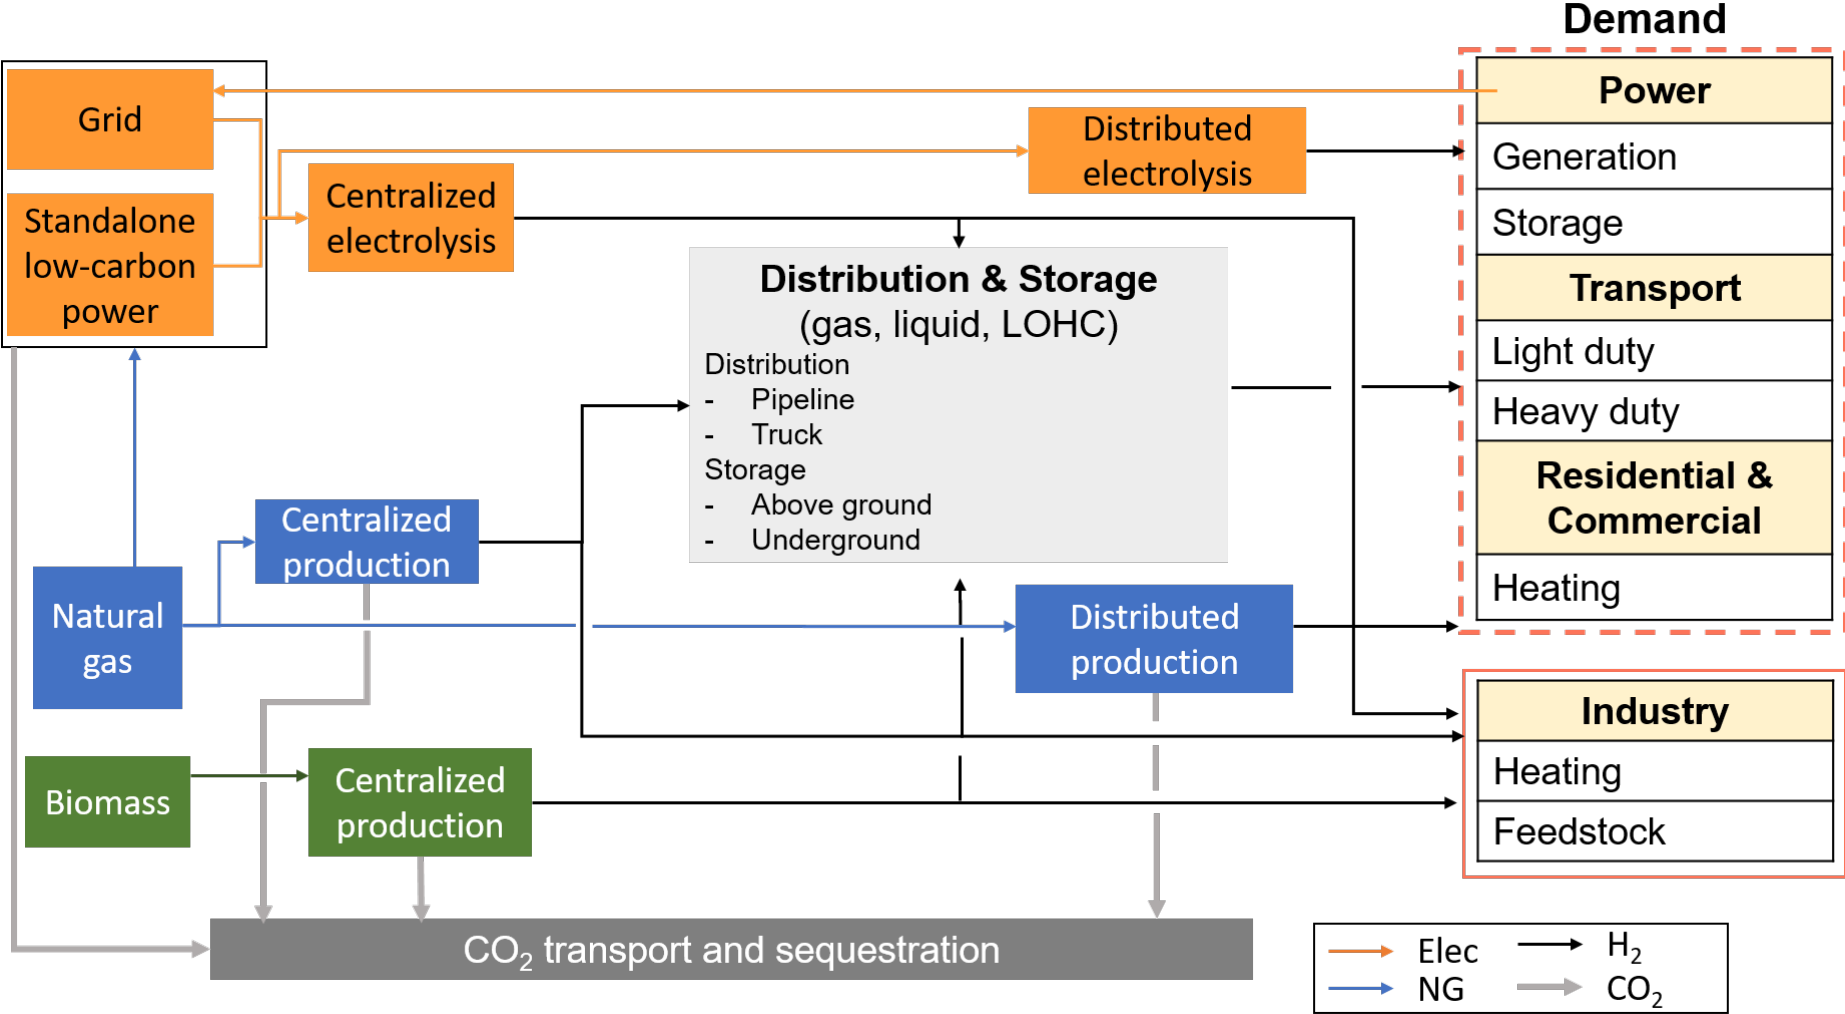 Demand
Grid
Standalone
low-carbon
power
Centralized
electrolysis
Distributed
electrolysis
Distribution & Storage
(gas, liquid, LOHC)
Distribution
- Pipeline
- Truck
Storage
- Above ground
- Underground
Power
Generation
Storage
Transport
Light duty
Heavy duty
Residential &
Commercial
Heating
Natural
gas
Centralized
production
Distributed
production
Industry
Heating
Feedstock
Biomass
Centralized
production
CO₂ transport and sequestration
Elec
H₂
NG
CO₂